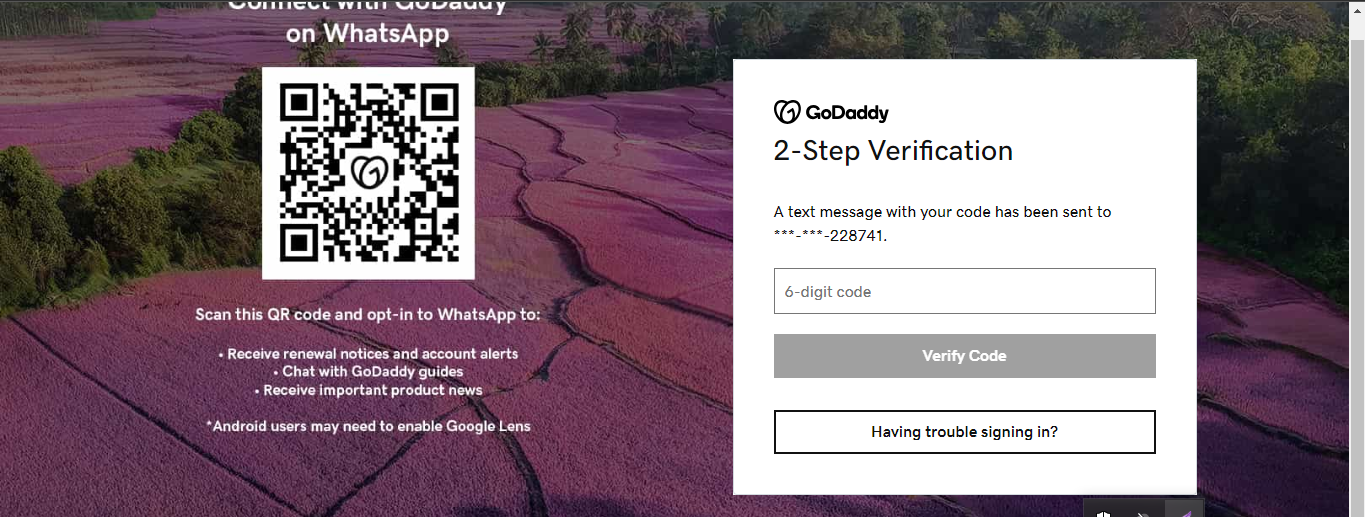 Connect with GoDaddy
on WhatsApp
Scan this QR code and opt-in to WhatsApp to:
• Receive renewal notices and account alerts
• Chat with GoDaddy guides
• Receive important product news
*Android users may need to enable Google Lens
GoDaddy
2-Step Verification
A text message with your code has been sent to
***-***-228741.
6-digit code
Verify Code
Having trouble signing in?